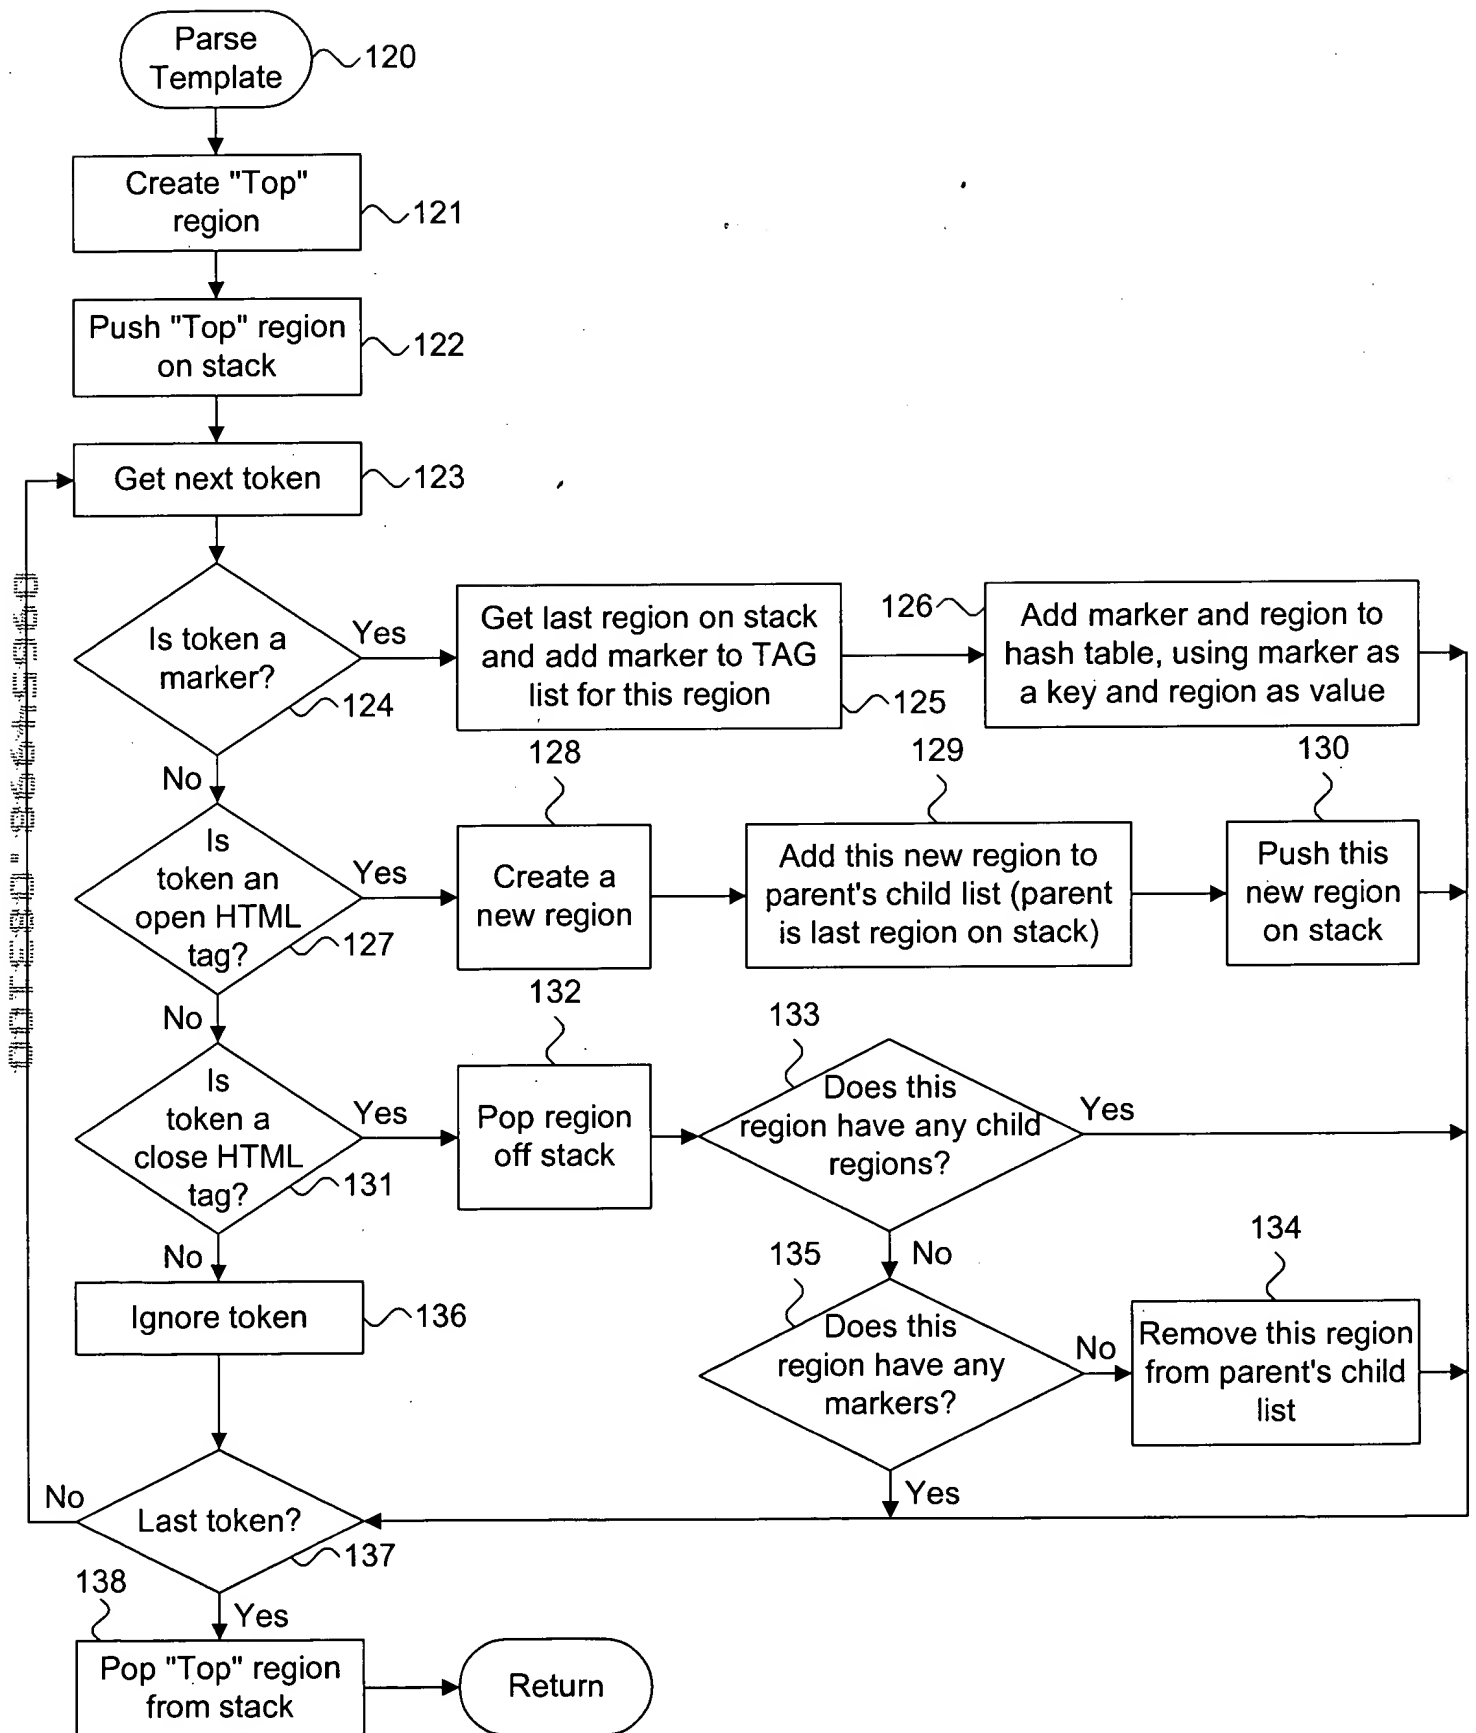 Parse
Template
120
Create "Top"
region
121
Push "Top" region
on stack
122
Get next token
123
Is token a
marker?
124
Yes
Get last region on stack
and add marker to TAG
list for this region
125
126
Add marker and region to
hash table, using marker as
a key and region as value
No
Is
token an
open HTML
tag?
127
Yes
128
Create a
new region
129
Add this new region to
parent's child list (parent
is last region on stack)
130
Push this
new region
on stack
No
Is
token a
close HTML
tag?
131
Yes
132
Pop region
off stack
133
Does this
region have any child
regions?
Yes
No
135
Does this
region have any
markers?
No
134
Remove this region
from parent's child
list
Yes
No
Ignore token
136
Last token?
137
No
Yes
138
Pop "Top" region
from stack
Return